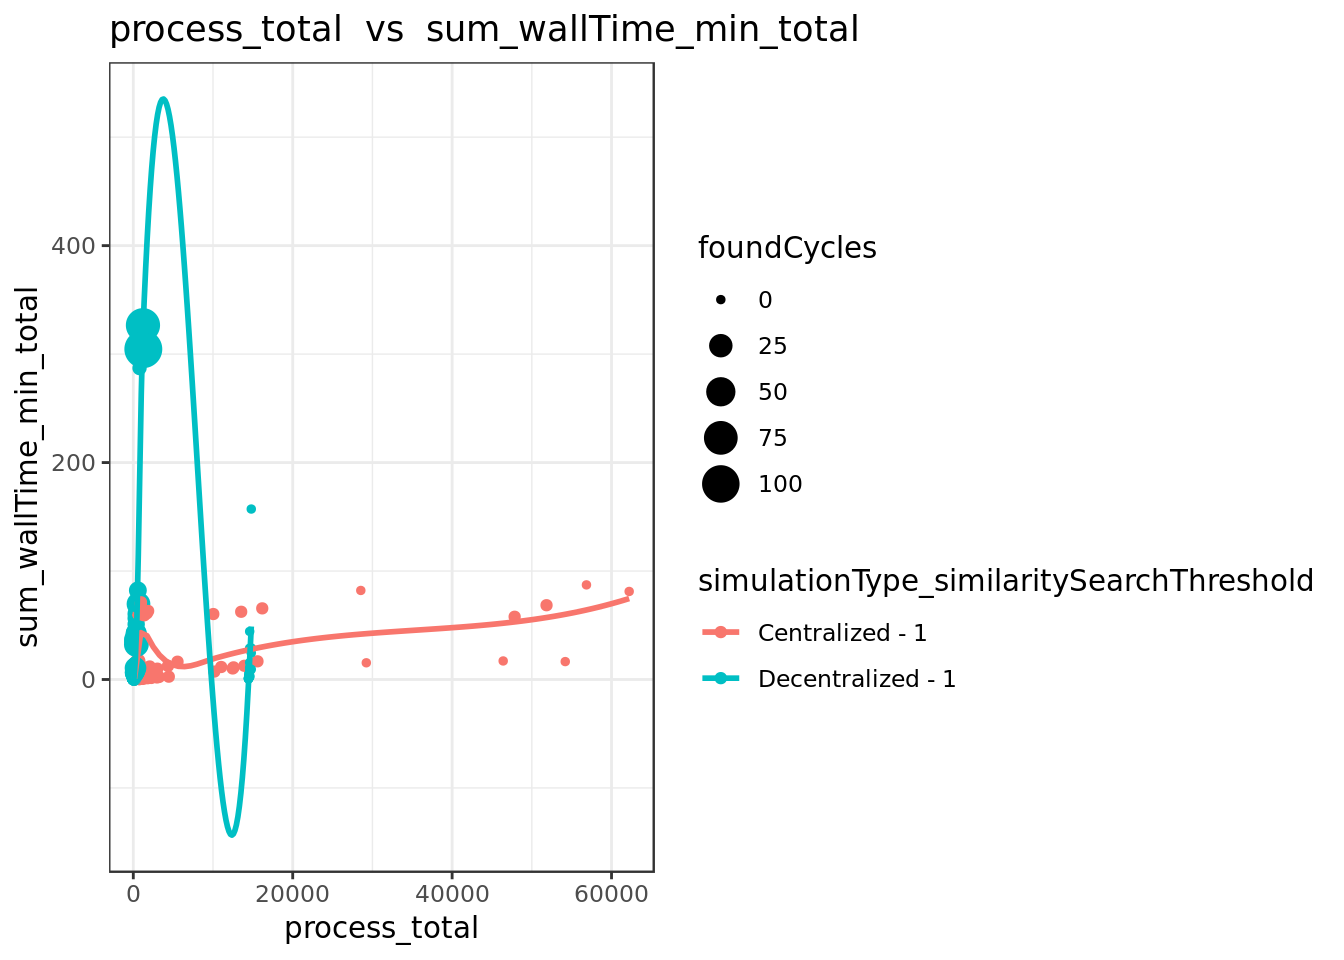 process_total  vs  sum_wallTime_min_total
sum_wallTime_min_total
400
200
0
0
20000
40000
60000
process_total
foundCycles
0
25
50
75
100
simulationType_similaritySearchThreshold
Centralized - 1
Decentralized - 1